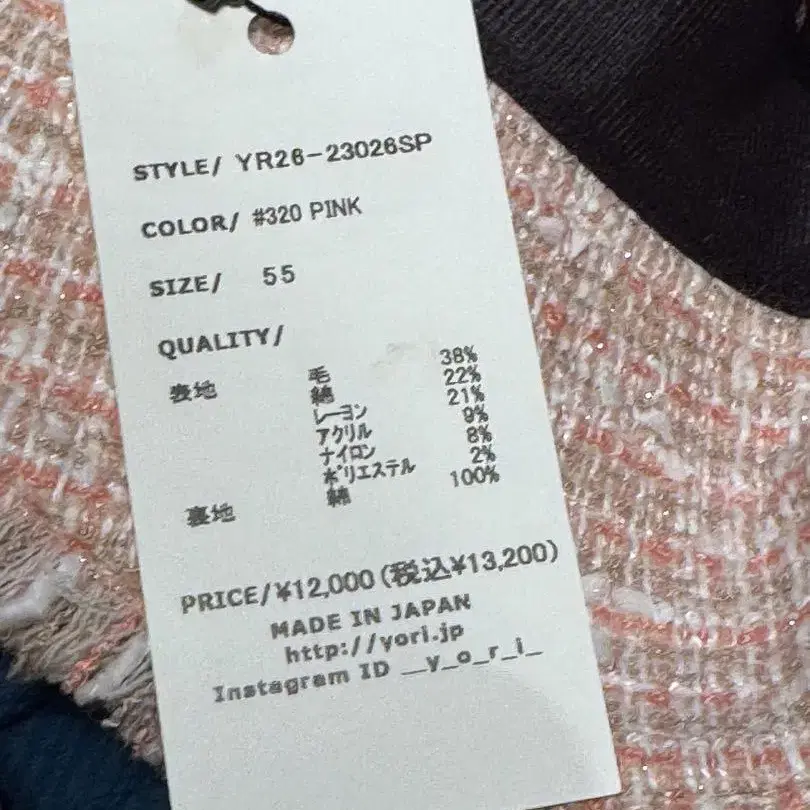 STYLE/ YR26-23026SP
COLOR/ #320 PINK
SIZE/ 55
QUALITY/
表地 毛 38%
綿 22%
レーヨン 21%
アクリル 9%
ナイロン 8%
ポリエステル 2%
裏地 綿 100%
PRICE/¥12,000(税込¥13,200)
MADE IN JAPAN
http://yori.jp
Instagram ID __y_o_r_i_